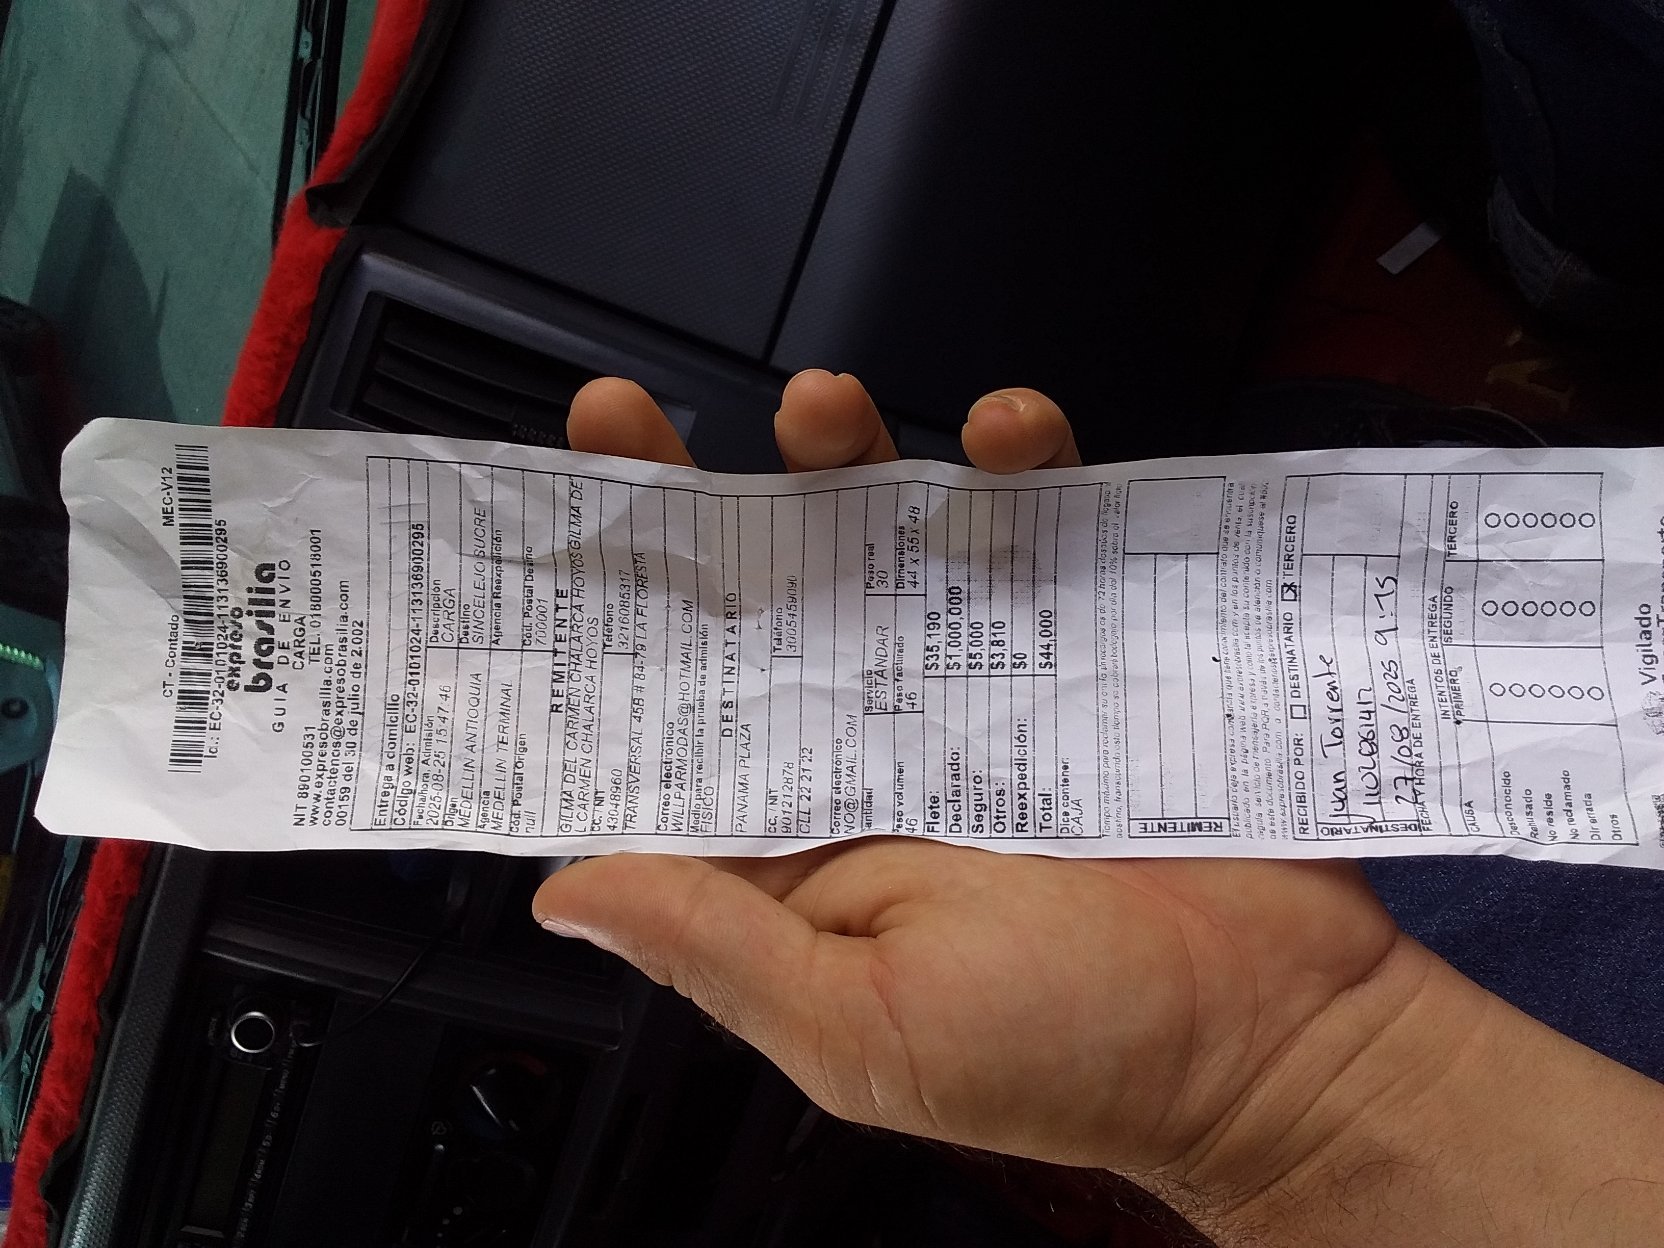 CT - Contado MEC-V12
Ic.: EC-32-0101024-113136900295
expreso
brasilia
GUIA DE ENVIO
CARGA
NIT 890100531 TEL. 018000518001
www.expresobrasilia.com
contactenos@expresobrasilia.com
00159 del 30 de julio de 2.002
Entrega a domicilio
Código web: EC-32-0101024-113136900295
Fecha/hora. Admisión Descripción
2025-08-25 15:47:46 CARGA
Origen Destino
MEDELLIN ANTIOQUIA SINCELEJO SUCRE
Agencia Agencia Reexpedición
MEDELLIN TERMINAL
Cód. Postal Origen Cód. Postal Destino
null 700001
REMITENTE
GILMA DEL CARMEN CHALARCA HOYOS GILMA DE
L CARMEN CHALARCA HOYOS
CC, NIT Teléfono
43048960 3216085317
TRANSVERSAL 45B # 84-79 LA FLORESTA
Correo electrónico
WILLPARMODAS@HOTMAIL.COM
Medio para recibir la prueba de admisión
FISICO
DESTINATARIO
PANAMA PLAZA
CC, NIT Teléfono
901212878 3005159090
CLL 22 21 22
Correo electrónico
NO@GMAIL.COM
antidad Servicio Peso real
ESTANDAR 30
eso volumen Peso facturado Dimensiones
46 46 44 x 55 x 48
Flete: $35,190
Declarado: $1,000,000
Seguro: $5,000
Otros: $3,810
Reexpedición: $0
Total: $44,000
Dice contener:
CAJA
REMITENTE
RECIBIDO POR: DESTINATARIO TERCERO
DESTINATARIO
Juan Torrente
27/08/2025 9:15
FECHA Y HORA DE ENTREGA
INTENTOS DE ENTREGA
CAUSA PRIMERO SEGUNDO TERCERO
Desconocido
Rehusado
No reside
No reclamado
Dir errada
Otros
Vigilado